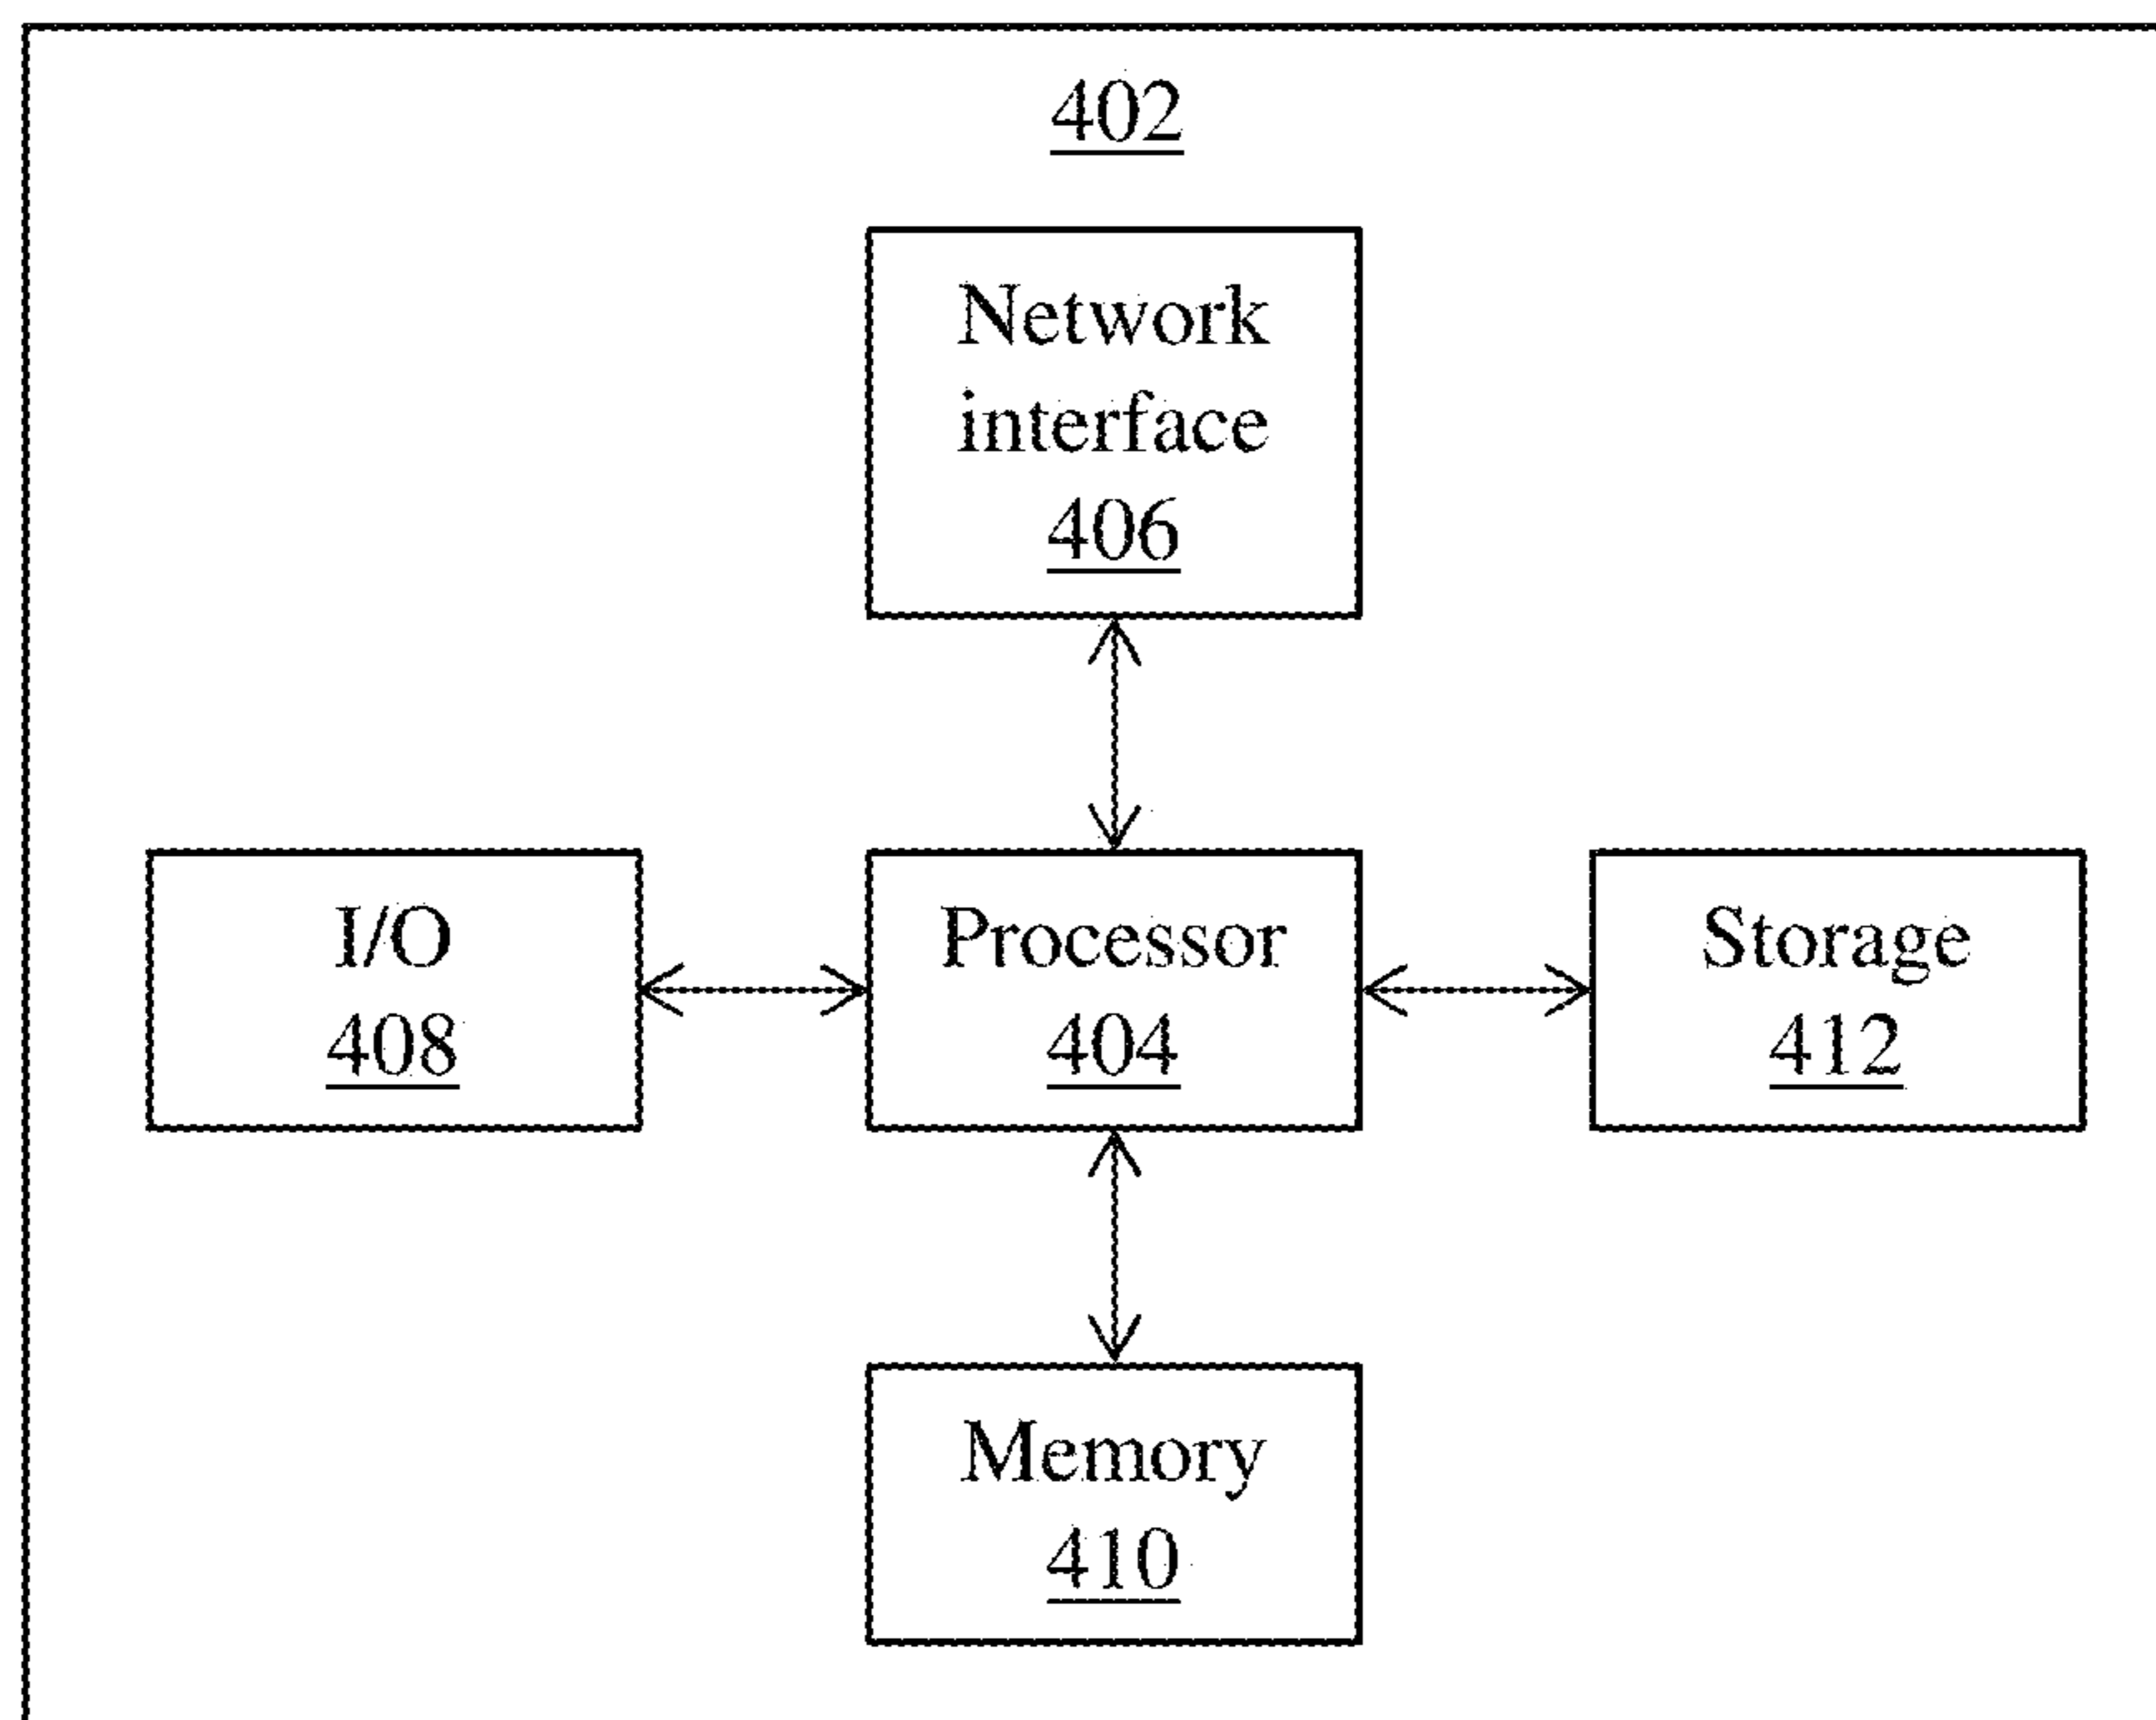 402
Network
interface
406
I/O
408
Processor
404
Storage
412
Memory
410